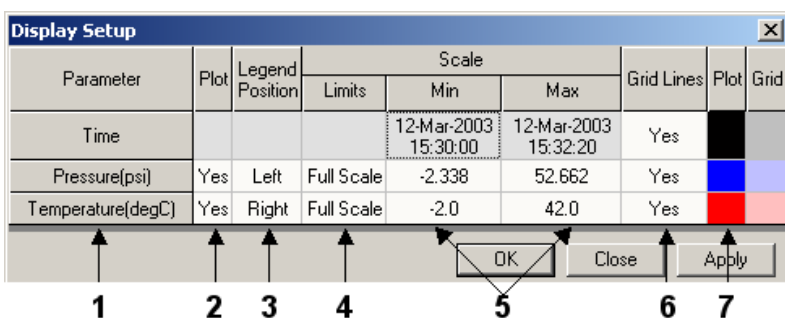 Display Setup
Parameter Plot Legend Position Scale Grid Lines Plot Grid
Limits Min Max
Time 12-Mar-2003 15:30:00 12-Mar-2003 15:32:20 Yes
Pressure(psi) Yes Left Full Scale -2.338 52.662 Yes
Temperature(degC) Yes Right Full Scale -2.0 42.0 Yes
OK Close Apply
1 2 3 4 5 6 7